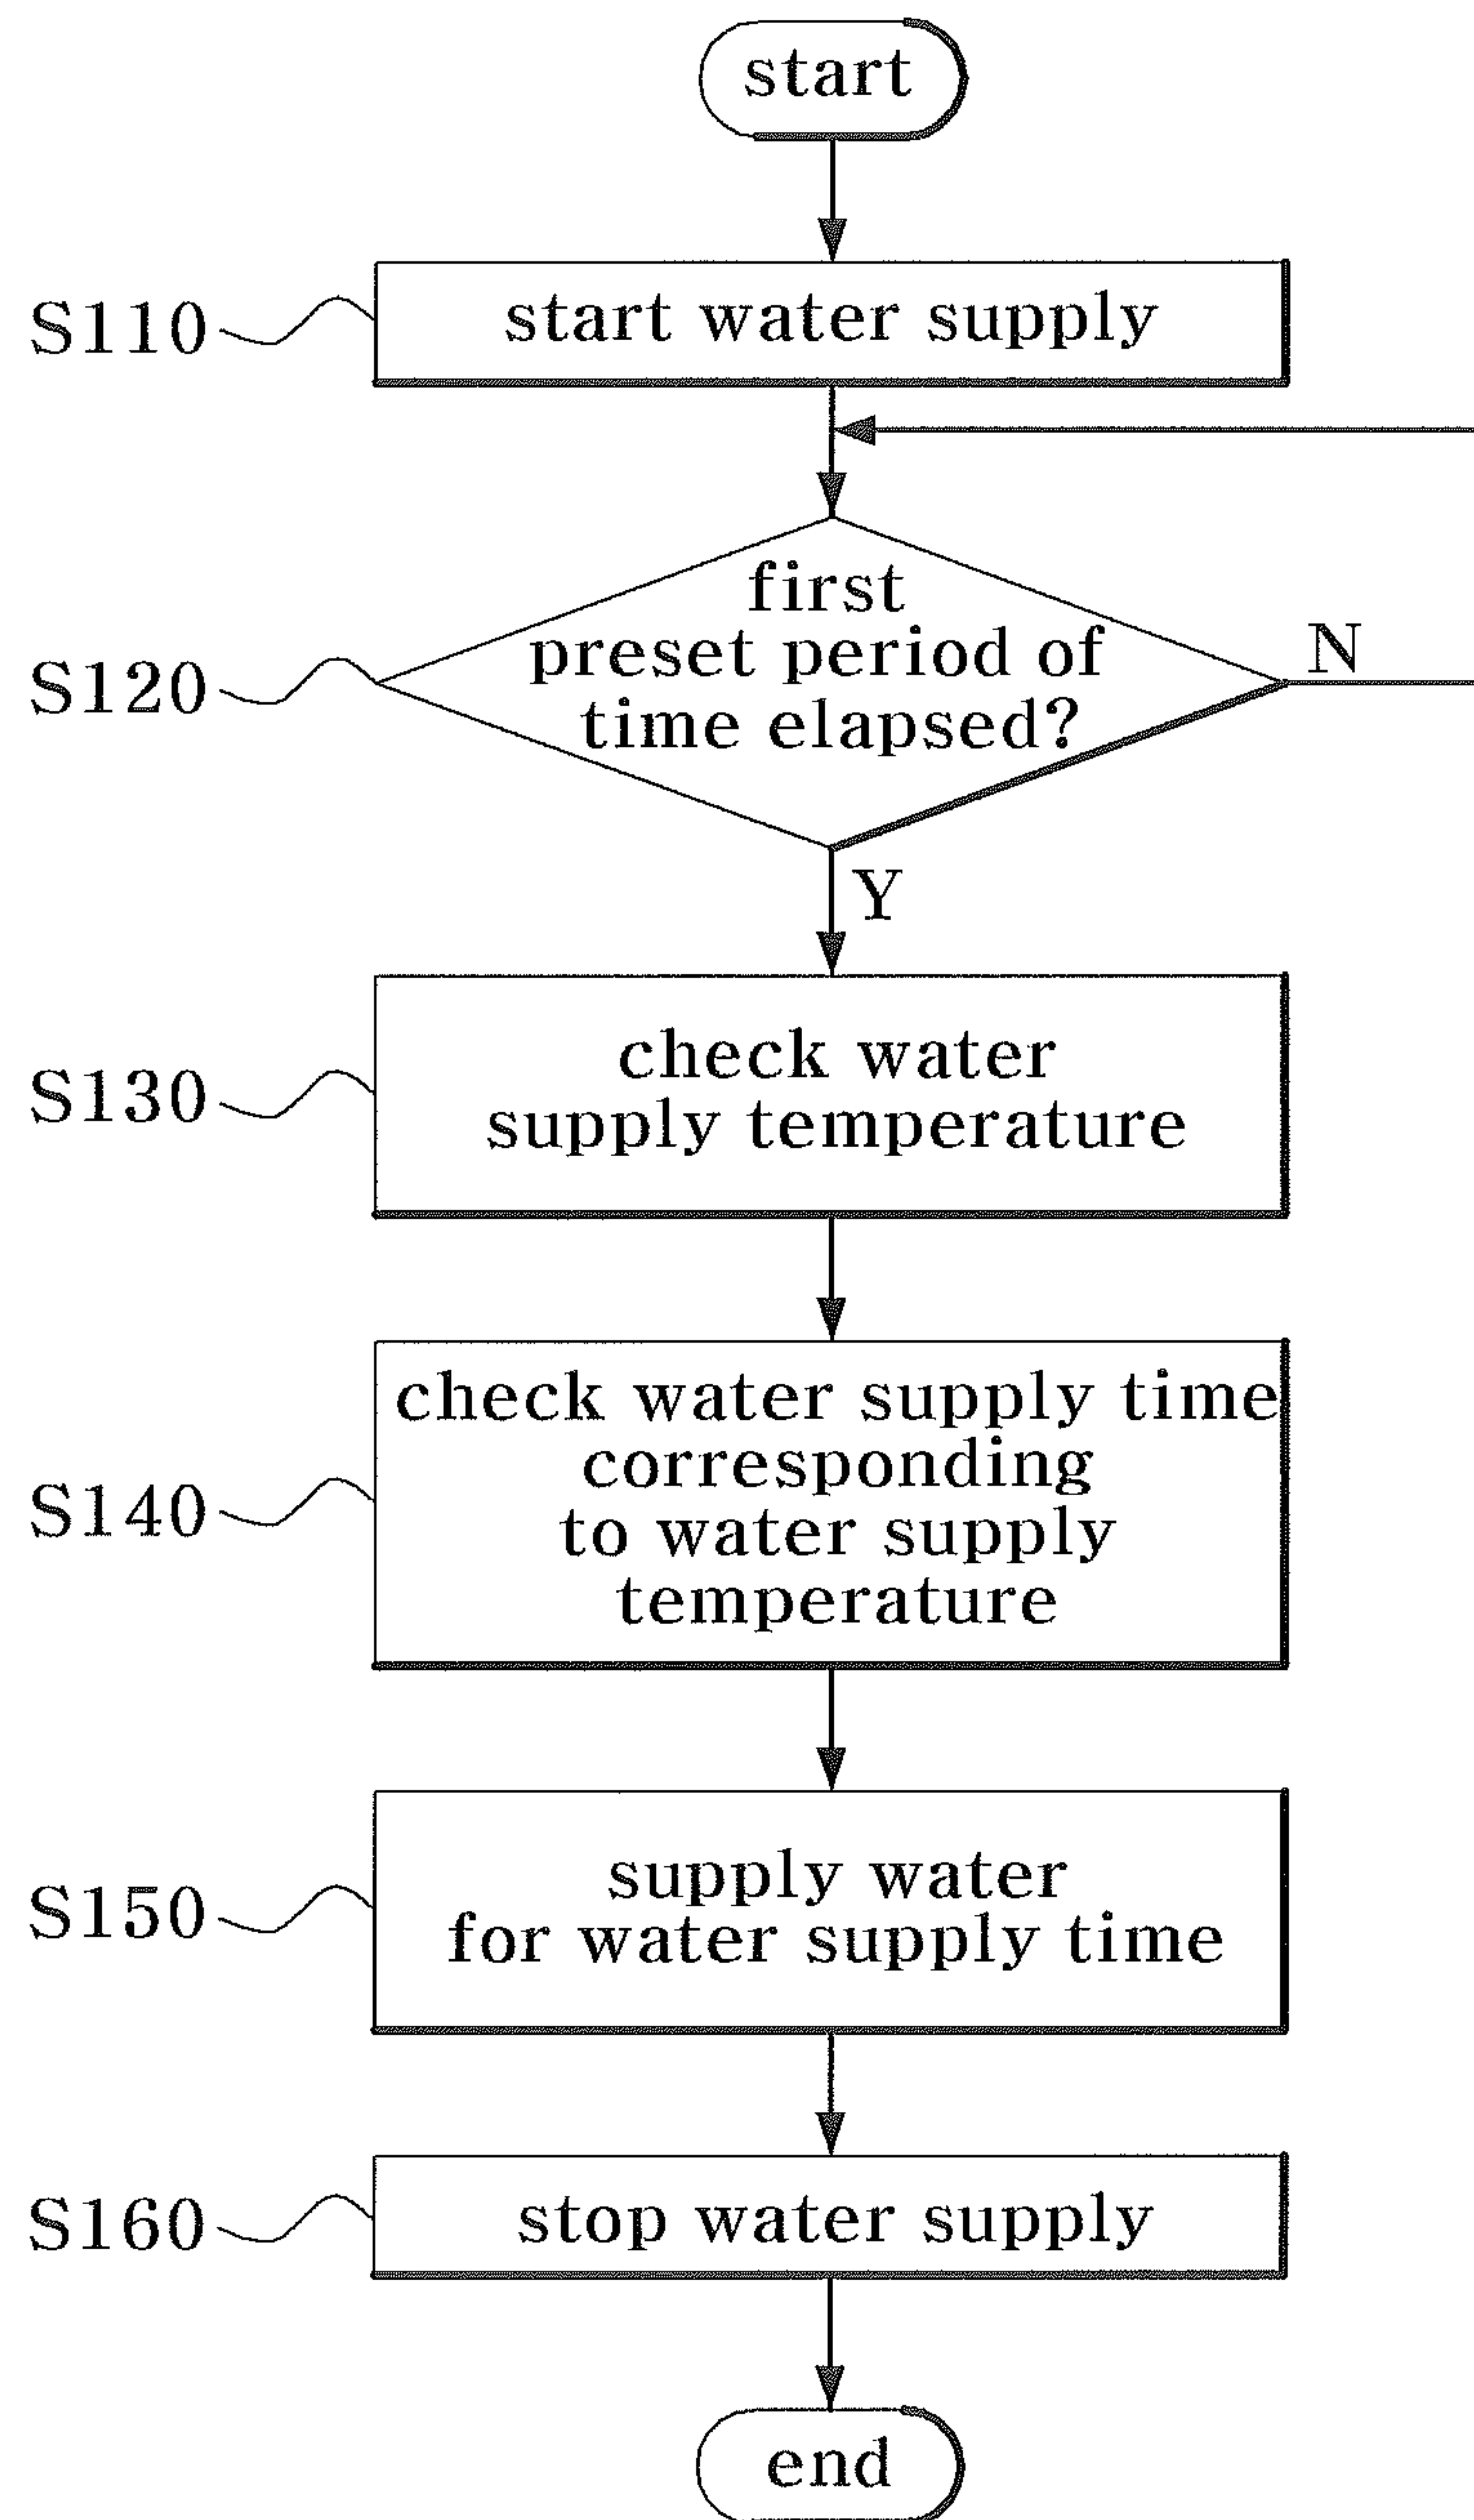 start
S110
start water supply
first
preset period of
time elapsed?
S120
N
Y
S130
check water
supply temperature
S140
check water supply time
corresponding
to water supply
temperature
S150
supply water
for water supply time
S160
stop water supply
end